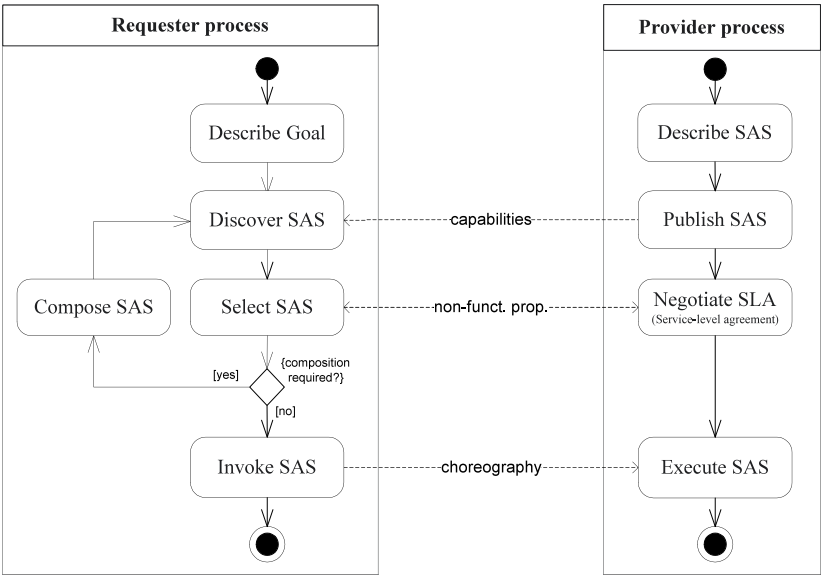 Requester process
Provider process
Describe Goal
Describe SAS
Discover SAS
capabilities
Publish SAS
Compose SAS
Select SAS
non-funct. prop.
Negotiate SLA
(Service-level agreement)
{composition
required?}
[yes]
[no]
Invoke SAS
choreography
Execute SAS